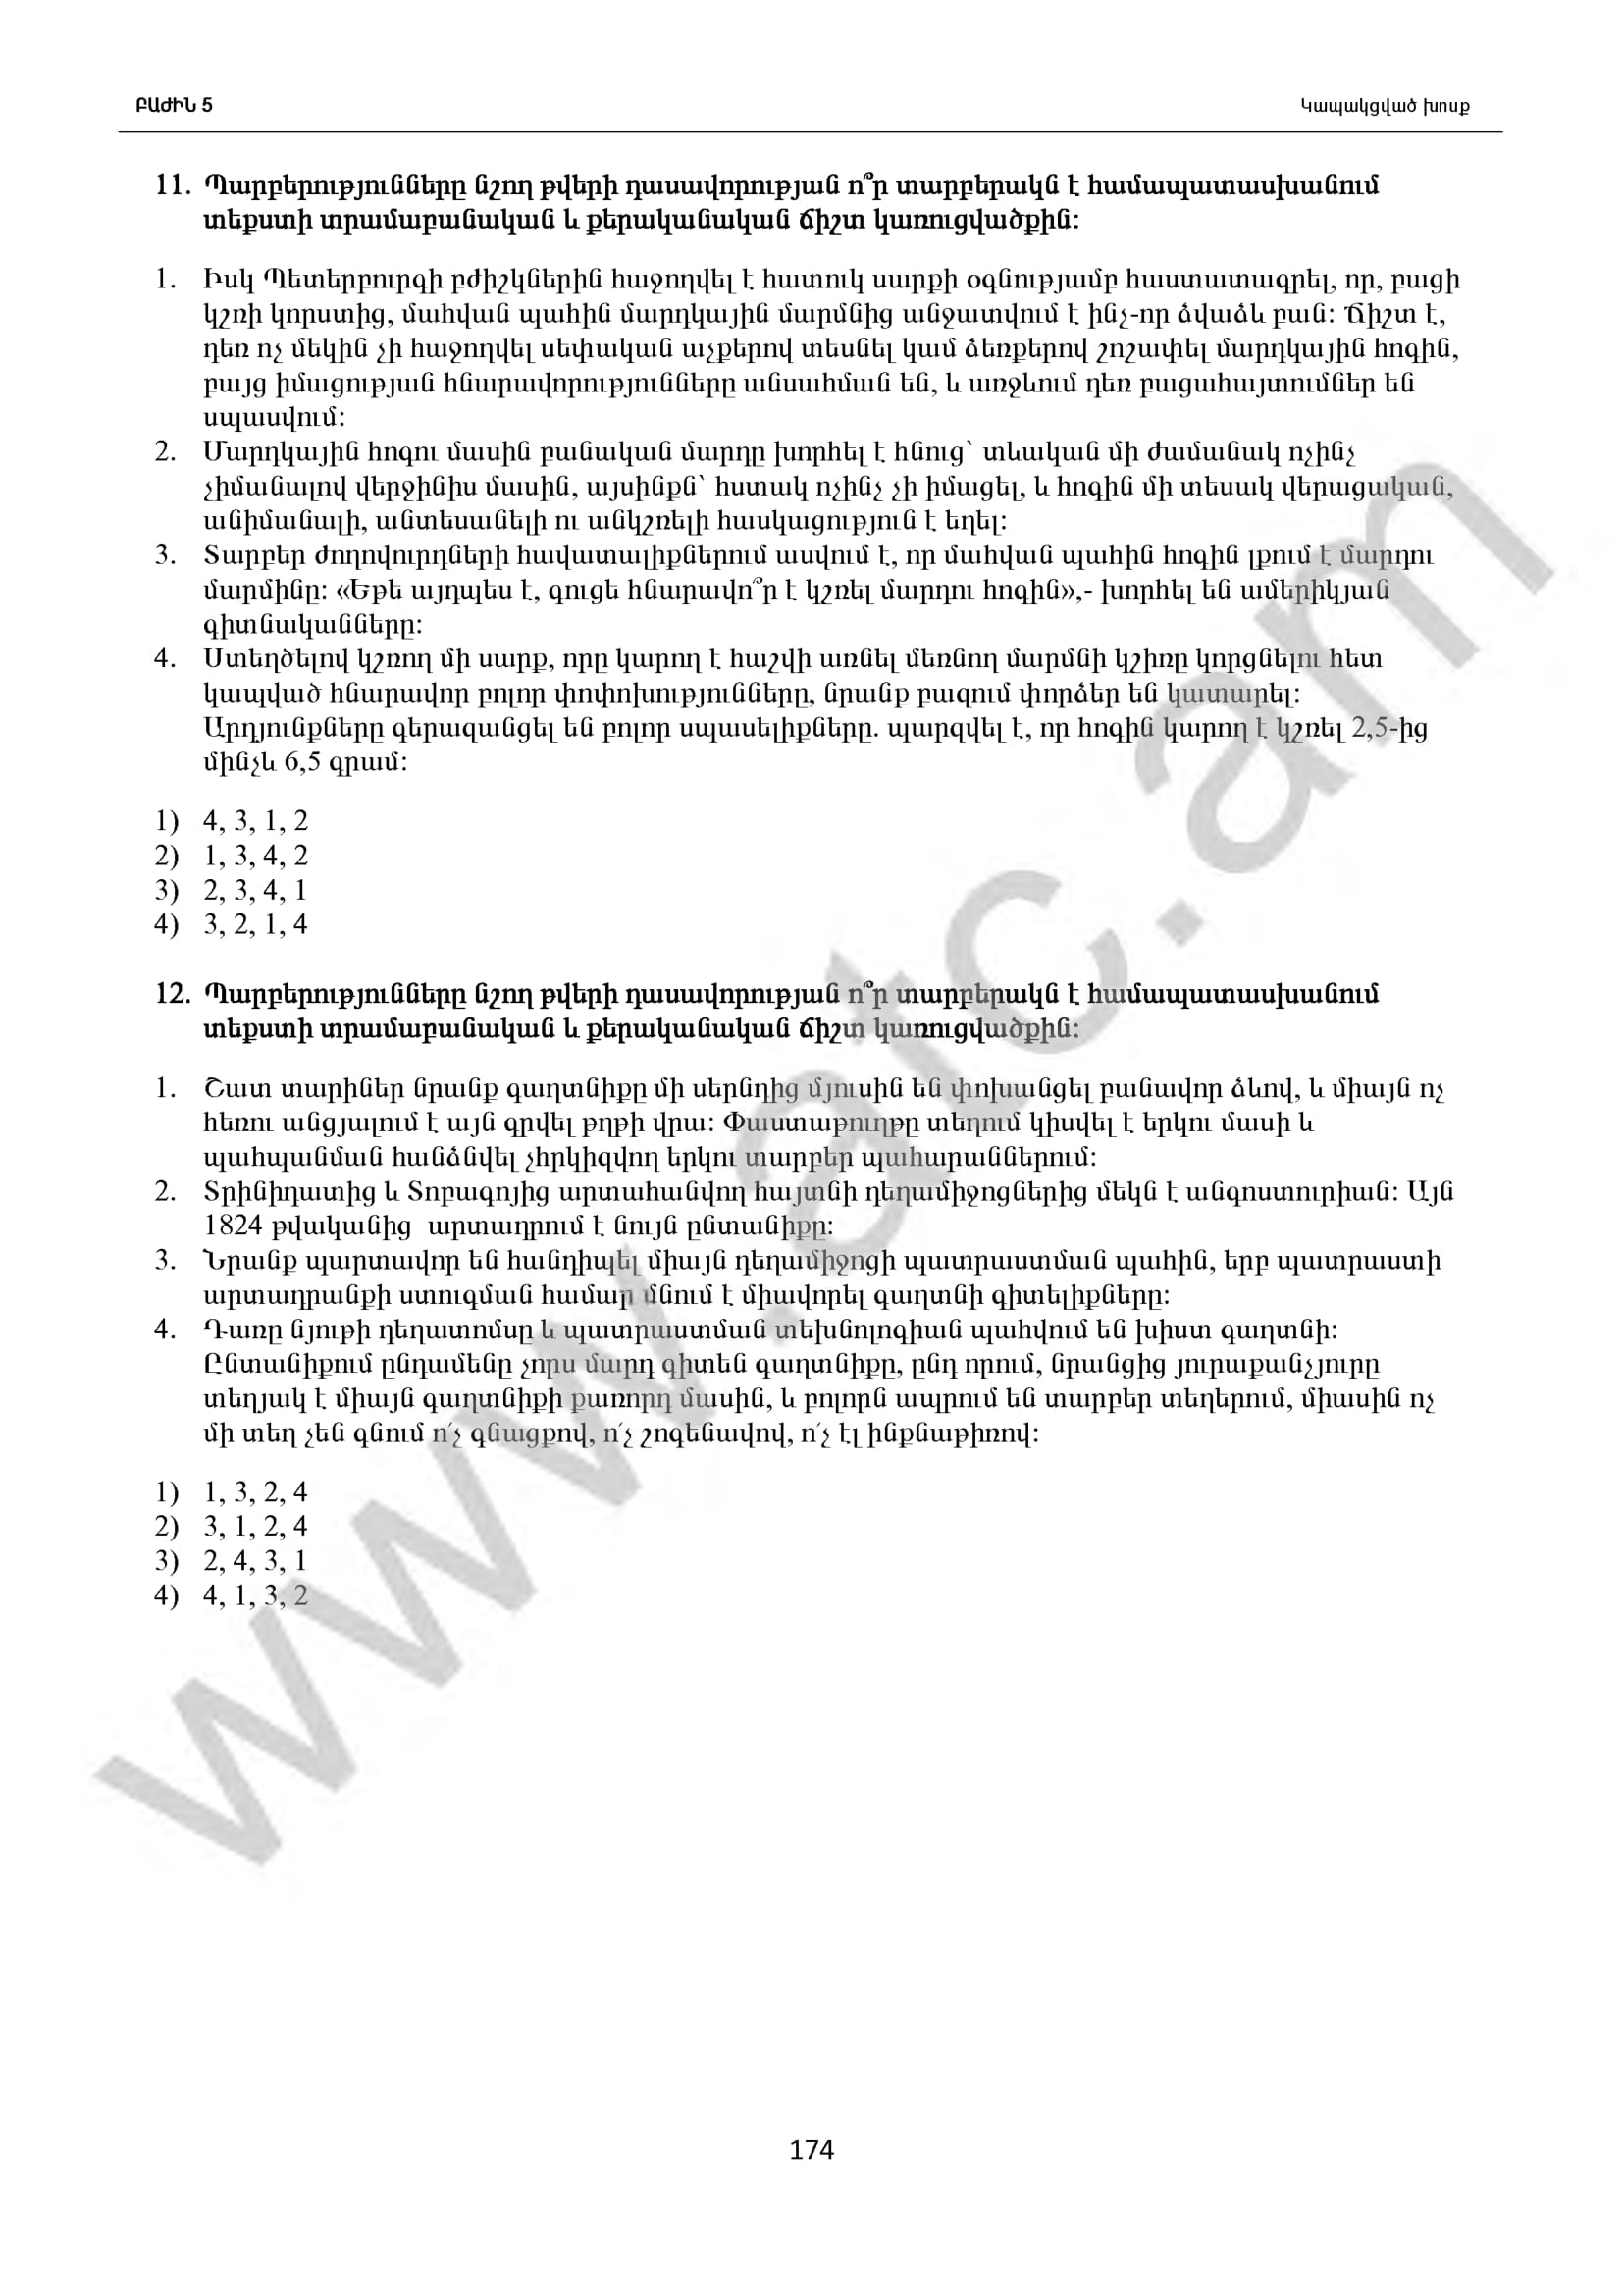 ԲԱԺԻՆ 5
Կապակցված խոսք
11. Պարբերությունները նշող թվերի դասավորության ո՞ր տարբերակն է համապատասխանում
տեքստի տրամաբանական և քերականական ճիշտ կառուցվածքին:
1. Իսկ Պետերբուրգի բժիշկներին հաջողվել է հատուկ սարքի օգնությամբ հաստատագրել, որ, բացի
կշռի կորստից, մահվան պահին մարդկային մարմնից անջատվում է ինչ-որ ձվաձև բան: Ճիշտ է,
դեռ ոչ մեկին չի հաջողվել սեփական աչքերով տեսնել կամ ձեռքերով շոշափել մարդկային հոգին,
բայց իմացության հնարավորությունները անսահման են, և առջևում դեռ բացահայտումներ են
սպասվում:
2. Մարդկային հոգու մասին բանական մարդը խորհել է հնուց` տևական մի ժամանակ ոչինչ
չիմանալով վերջինիս մասին, այսինքն` հստակ ոչինչ չի իմացել, և հոգին մի տեսակ վերացական,
անիմանալի, անտեսանելի ու անկշռելի հասկացություն է եղել:
3. Տարբեր ժողովուրդների հավատալիքներում ասվում է, որ մահվան պահին հոգին լքում է մարդու
մարմինը: «Եթե այդպես է, գուցե հնարավո՞ր է կշռել մարդու հոգին»,- խորհել են ամերիկյան
գիտնականները:
4. Ստեղծելով կշռող մի սարք, որը կարող է հաշվի առնել մեռնող մարմնի կշիռը կորցնելու հետ
կապված հնարավոր բոլոր փոփոխությունները, նրանք բազում փորձեր են կատարել:
Արդյունքները գերազանցել են բոլոր սպասելիքները. պարզվել է, որ հոգին կարող է կշռել 2,5-ից
մինչև 6,5 գրամ:
1) 4, 3, 1, 2
2) 1, 3, 4, 2
3) 2, 3, 4, 1
4) 3, 2, 1, 4
12. Պարբերությունները նշող թվերի դասավորության ո՞ր տարբերակն է համապատասխանում
տեքստի տրամաբանական և քերականական ճիշտ կառուցվածքին:
1. Շատ տարիներ նրանք գաղտնիքը մի սերնդից մյուսին են փոխանցել բանավոր ձևով, և միայն ոչ
հեռու անցյալում է այն գրվել թղթի վրա: Փաստաթուղթը տեղում կիսվել է երկու մասի և
պահպանման հանձնվել չհրկիզվող երկու տարբեր պահարաններում:
2. Տրինիդատից և Տոբագոյից արտահանվող հայտնի դեղամիջոցներից մեկն է անգոստուրիան: Այն
1824 թվականից արտադրում է նույն ընտանիքը:
3. Նրանք պարտավոր են հանդիպել միայն դեղամիջոցի պատրաստման պահին, երբ պատրաստի
արտադրանքի ստուգման համար մնում է միավորել գաղտնի գիտելիքները:
4. Դառը նյութի դեղատոմսը և պատրաստման տեխնոլոգիան պահվում են խիստ գաղտնի:
Ընտանիքում ընդամենը չորս մարդ գիտեն գաղտնիքը, ընդ որում, նրանցից յուրաքանչյուրը
տեղյակ է միայն գաղտնիքի քառորդ մասին, և բոլորն ապրում են տարբեր տեղերում, միասին ոչ
մի տեղ չեն գնում ո՛չ գնացքով, ո՛չ շոգենավով, ո՛չ էլ ինքնաթիռով:
1) 1, 3, 2, 4
2) 3, 1, 2, 4
3) 2, 4, 3, 1
4) 4, 1, 3, 2
www.atc.am
174